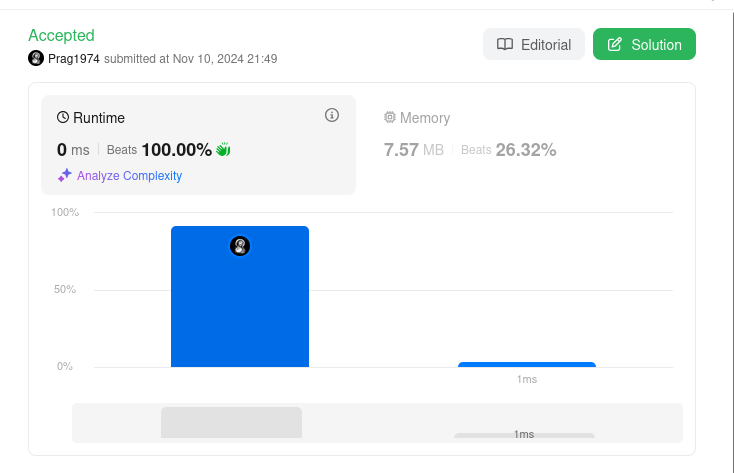 Accepted
Editorial
Solution
Prag1974 submitted at Nov 10, 2024 21:49
Runtime
Memory
0 ms Beats 100.00%
7.57 MB Beats 26.32%
Analyze Complexity
100%
50%
0%
1ms
1ms